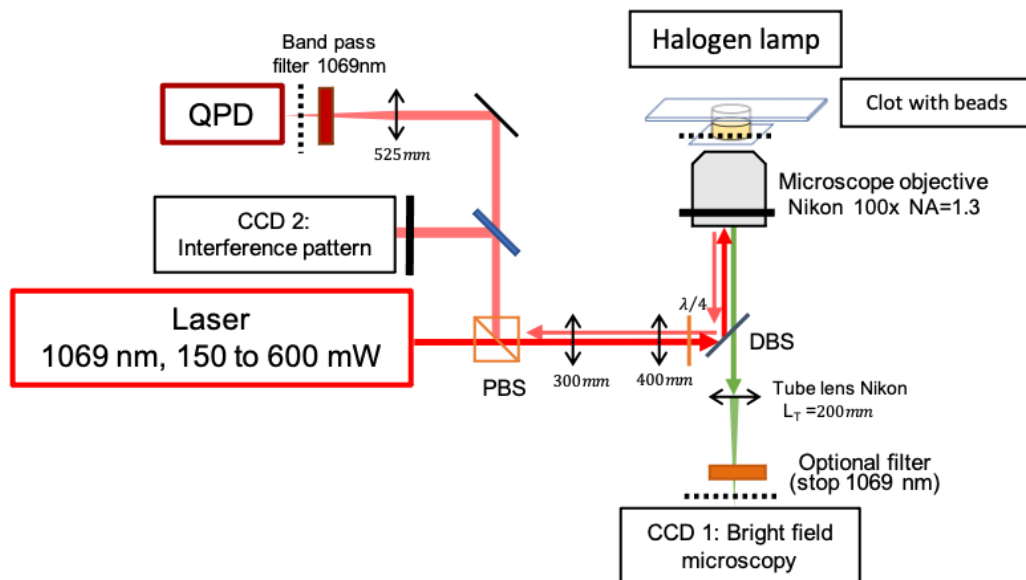 Band pass
filter 1069nm
Halogen lamp
QPD
Clot with beads
525mm
Microscope objective
Nikon 100x NA=1.3
CCD 2:
Interference pattern
λ/4
Laser
1069 nm, 150 to 600 mW
DBS
PBS
300mm
400mm
Tube lens Nikon
L_T =200mm
Optional filter
(stop 1069 nm)
CCD 1: Bright field
microscopy